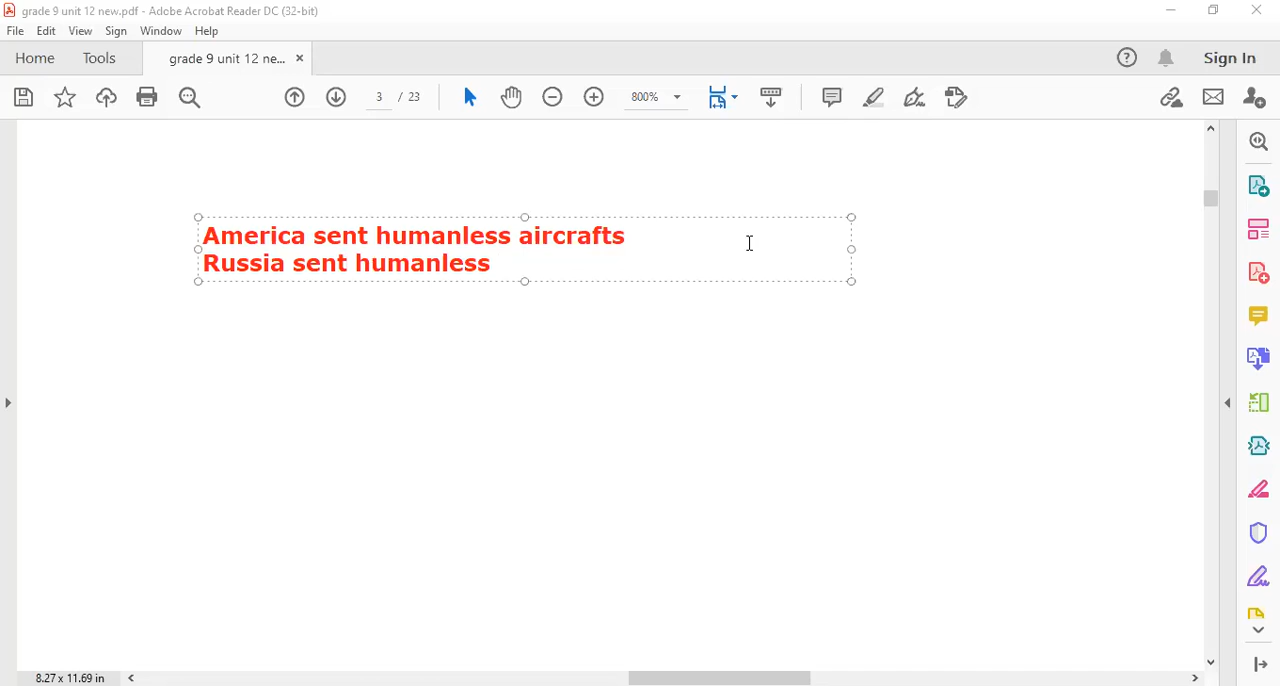 grade 9 unit 12 new.pdf - Adobe Acrobat Reader DC (32-bit)
File Edit View Sign Window Help
Home Tools grade 9 unit 12 ne... × Sign In
3 / 23 800%
America sent humanless aircrafts
Russia sent humanless
8.27 x 11.69 in